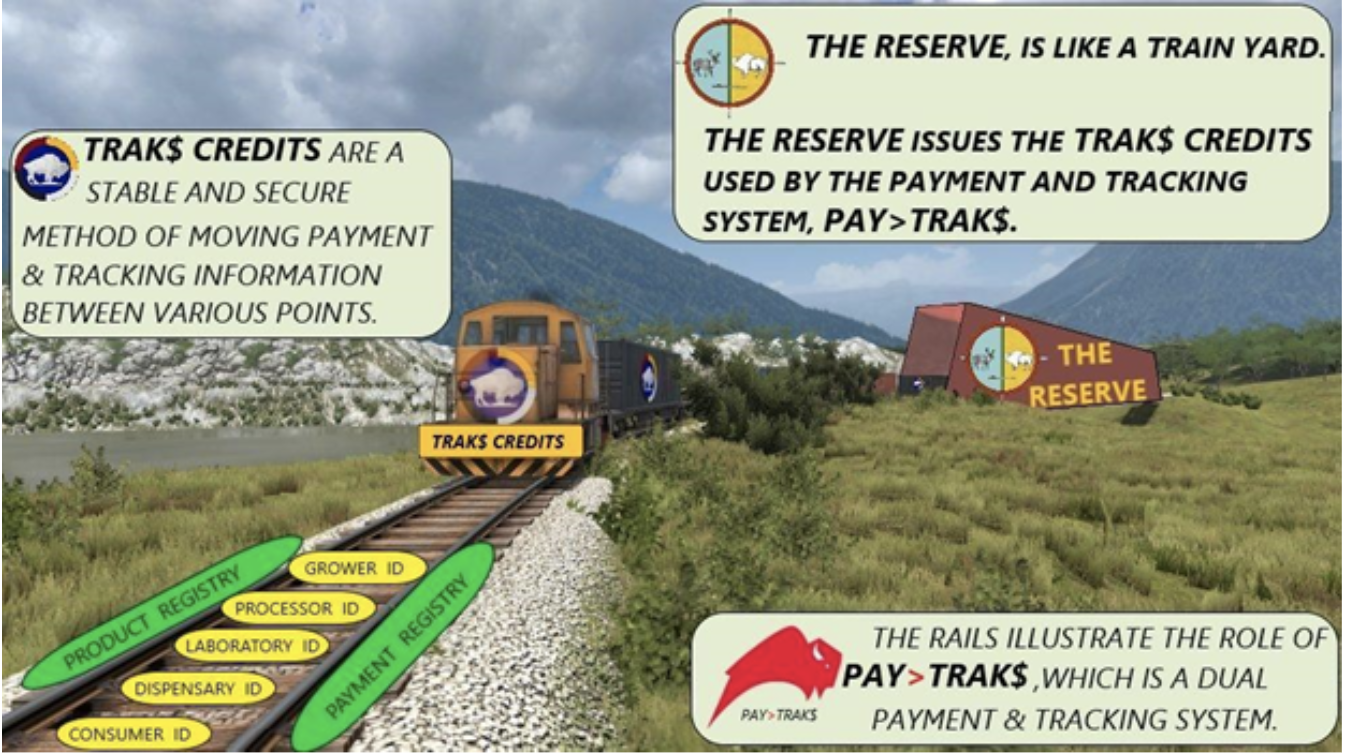 THE RESERVE, IS LIKE A TRAIN YARD.
THE RESERVE ISSUES THE TRAK$ CREDITS
USED BY THE PAYMENT AND TRACKING
SYSTEM, PAY>TRAK$.
TRAK$ CREDITS ARE A
STABLE AND SECURE
METHOD OF MOVING PAYMENT
& TRACKING INFORMATION
BETWEEN VARIOUS POINTS.
THE
RESERVE
TRAK$ CREDITS
PRODUCT REGISTRY
GROWER ID
PROCESSOR ID
LABORATORY ID
DISPENSARY ID
CONSUMER ID
PAYMENT REGISTRY
THE RAILS ILLUSTRATE THE ROLE OF
PAY>TRAK$ ,WHICH IS A DUAL
PAYMENT & TRACKING SYSTEM.
PAY>TRAK$